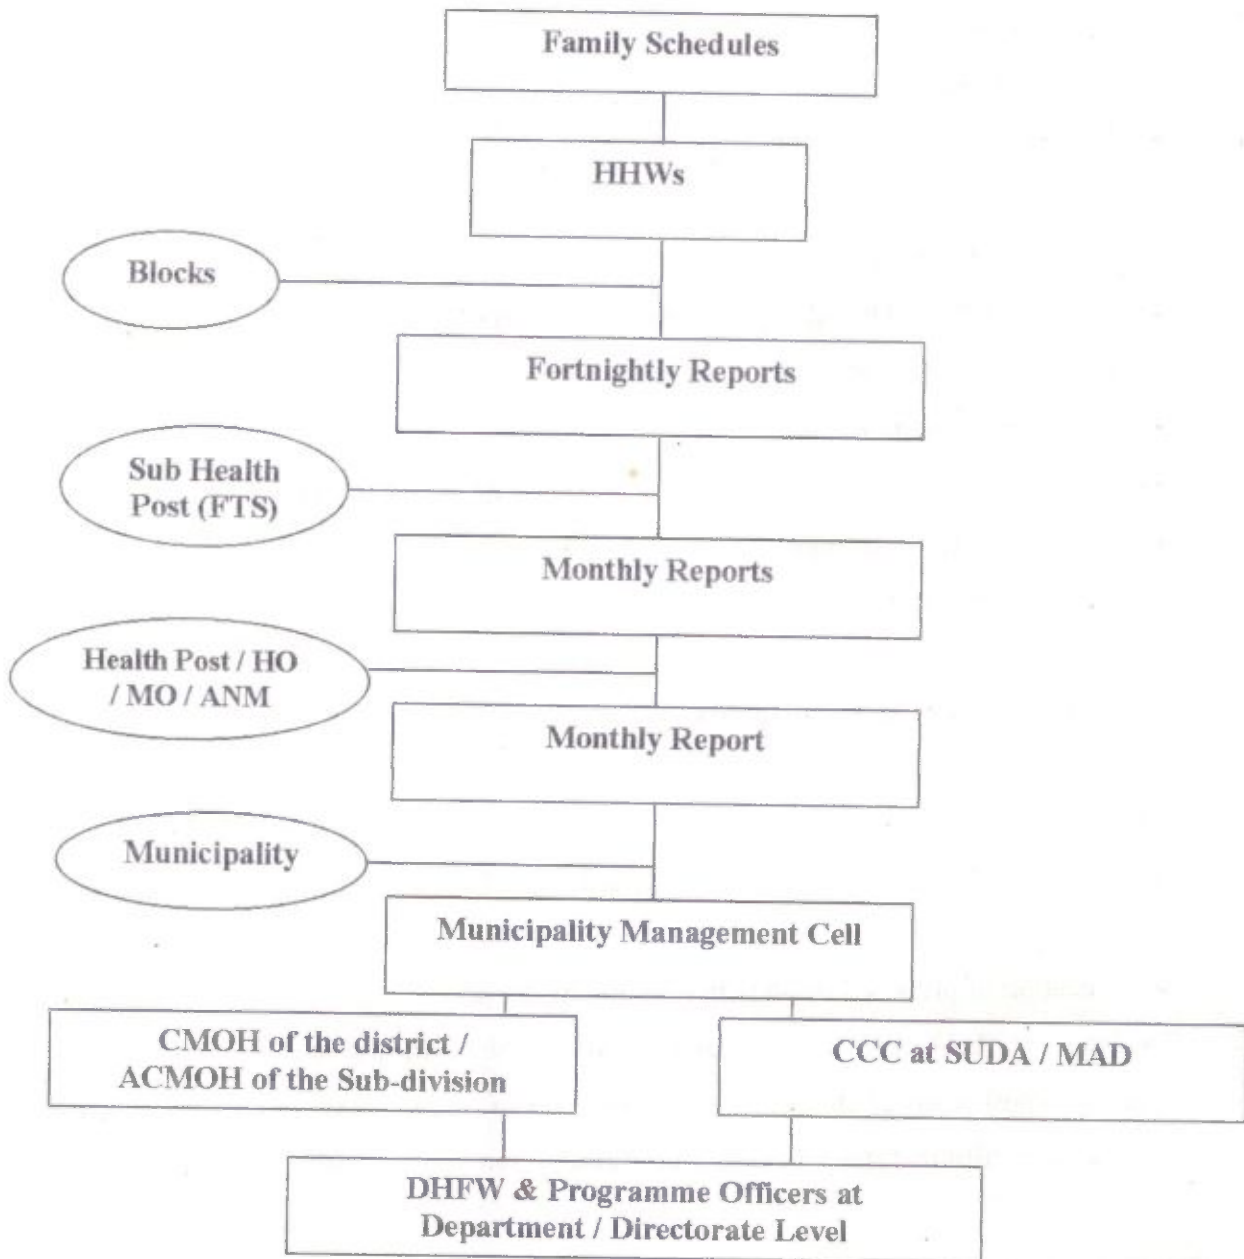 Family Schedules
HHWs
Blocks
Fortnightly Reports
Sub Health
Post (FTS)
Monthly Reports
Health Post / HO
/ MO / ANM
Monthly Report
Municipality
Municipality Management Cell
CMOH of the district /
ACMOH of the Sub-division
CCC at SUDA / MAD
DHFW & Programme Officers at
Department / Directorate Level